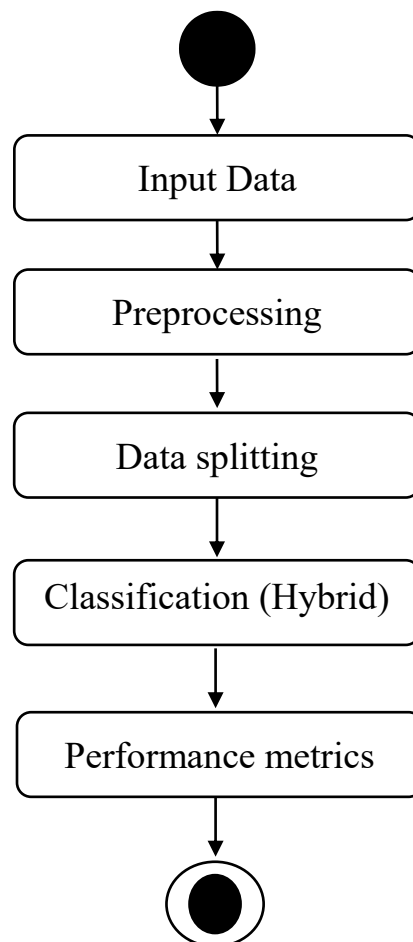 Input Data
Preprocessing
Data splitting
Classification (Hybrid)
Performance metrics